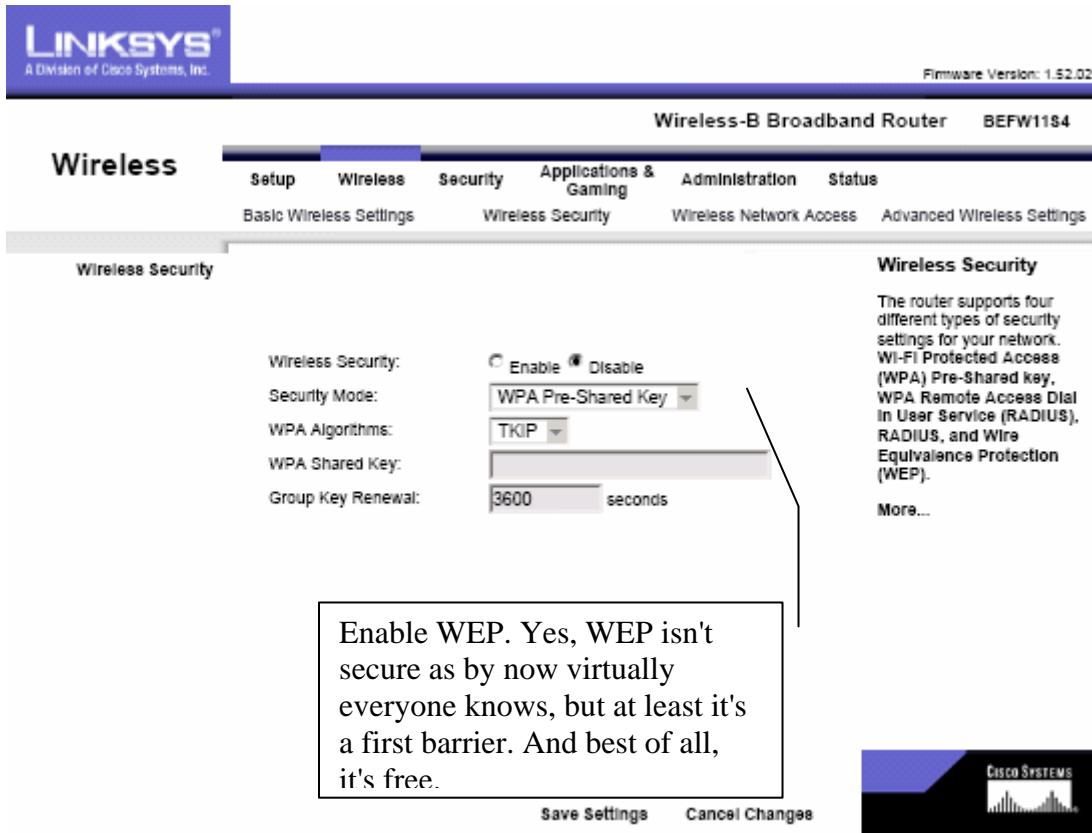 LINKSYS®
A Division of Cisco Systems, Inc.
Firmware Version: 1.52.02
Wireless-B Broadband Router BEFW11S4
Wireless
Setup Wireless Security Applications & Gaming Administration Status
Basic Wireless Settings Wireless Security Wireless Network Access Advanced Wireless Settings
Wireless Security
Wireless Security: Enable Disable
Security Mode: WPA Pre-Shared Key
WPA Algorithms: TKIP
WPA Shared Key:
Group Key Renewal: 3600 seconds
Wireless Security
The router supports four
different types of security
settings for your network.
Wi-Fi Protected Access
(WPA) Pre-Shared key,
WPA Remote Access Dial
In User Service (RADIUS),
RADIUS, and Wire
Equivalence Protection
(WEP).
More...
Enable WEP. Yes, WEP isn't
secure as by now virtually
everyone knows, but at least it's
a first barrier. And best of all,
it's free.
Save Settings Cancel Changes
CISCO SYSTEMS